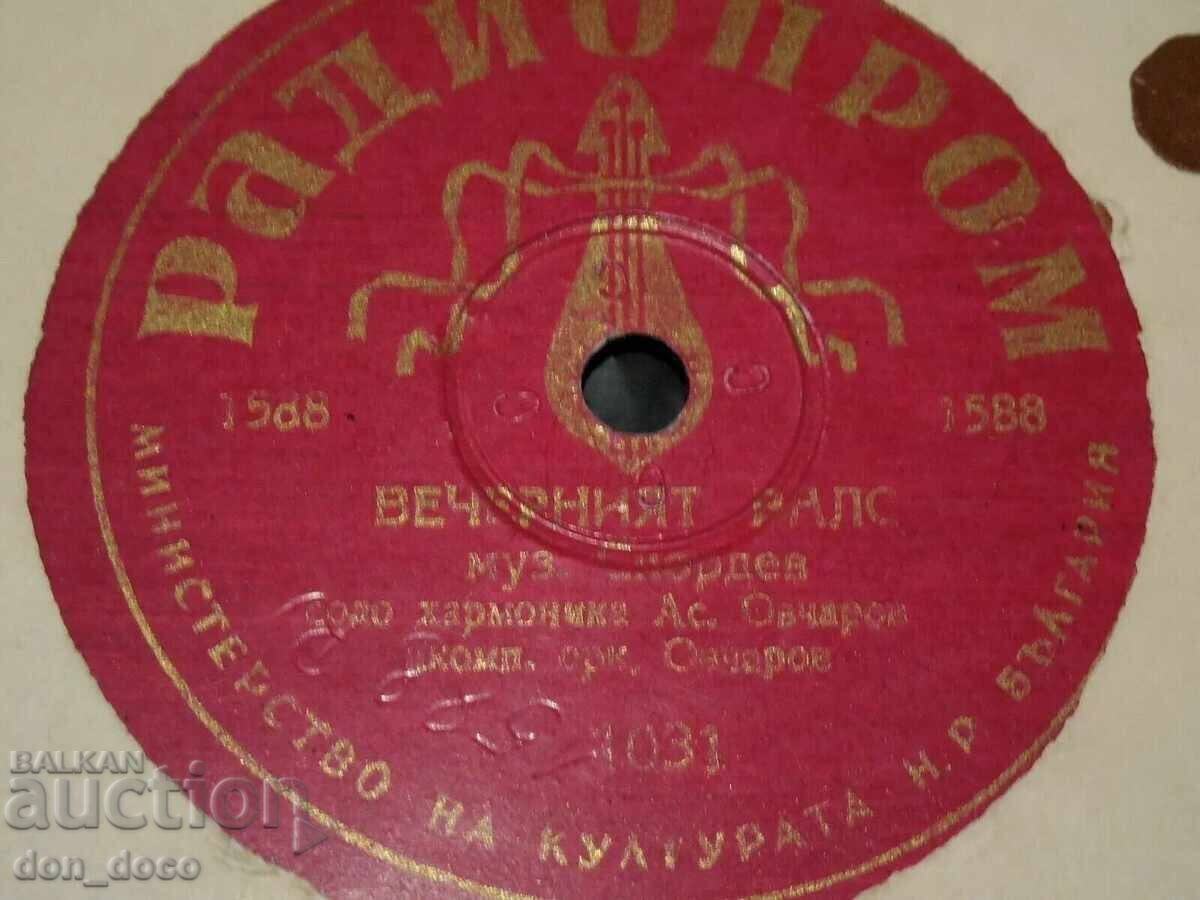 РАДИОПРОМ
1588 1588
ВЕЧЕРНИЯТ ВАЛС
муз.
соло хармоника Ас. Овчаров
комп. орк. Овчаров
1031
МИНИСТЕРСТВО НА КУЛТУРАТА Н.Р. БЪЛГАРИЯ
C C C
BALKAN
auction
don_doco